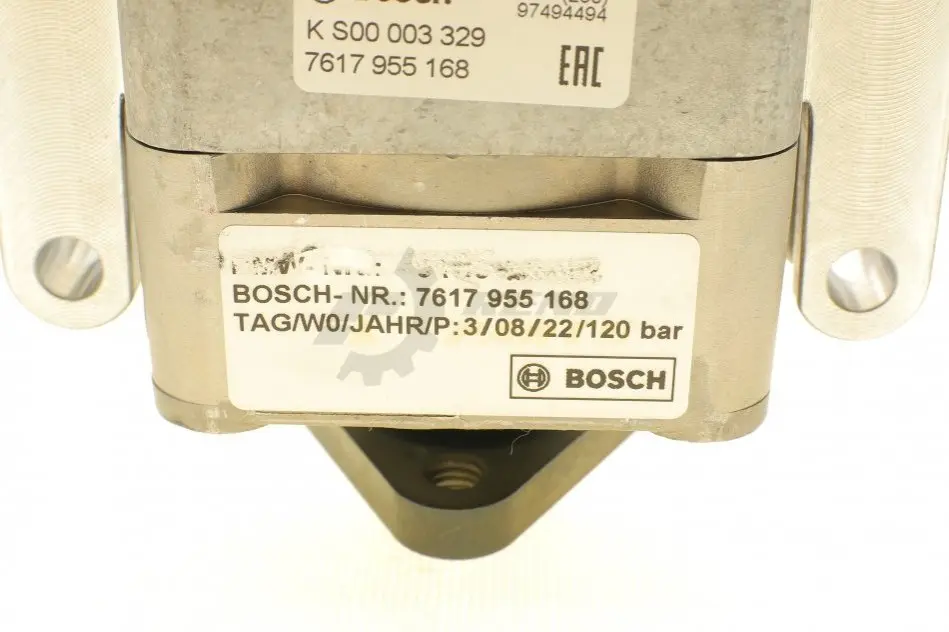 97494494
K S00 003 329
7617 955 168
EAC
BOSCH- NR.: 7617 955 168
TAG/W0/JAHR/P: 3/08/22/120 bar
BOSCH